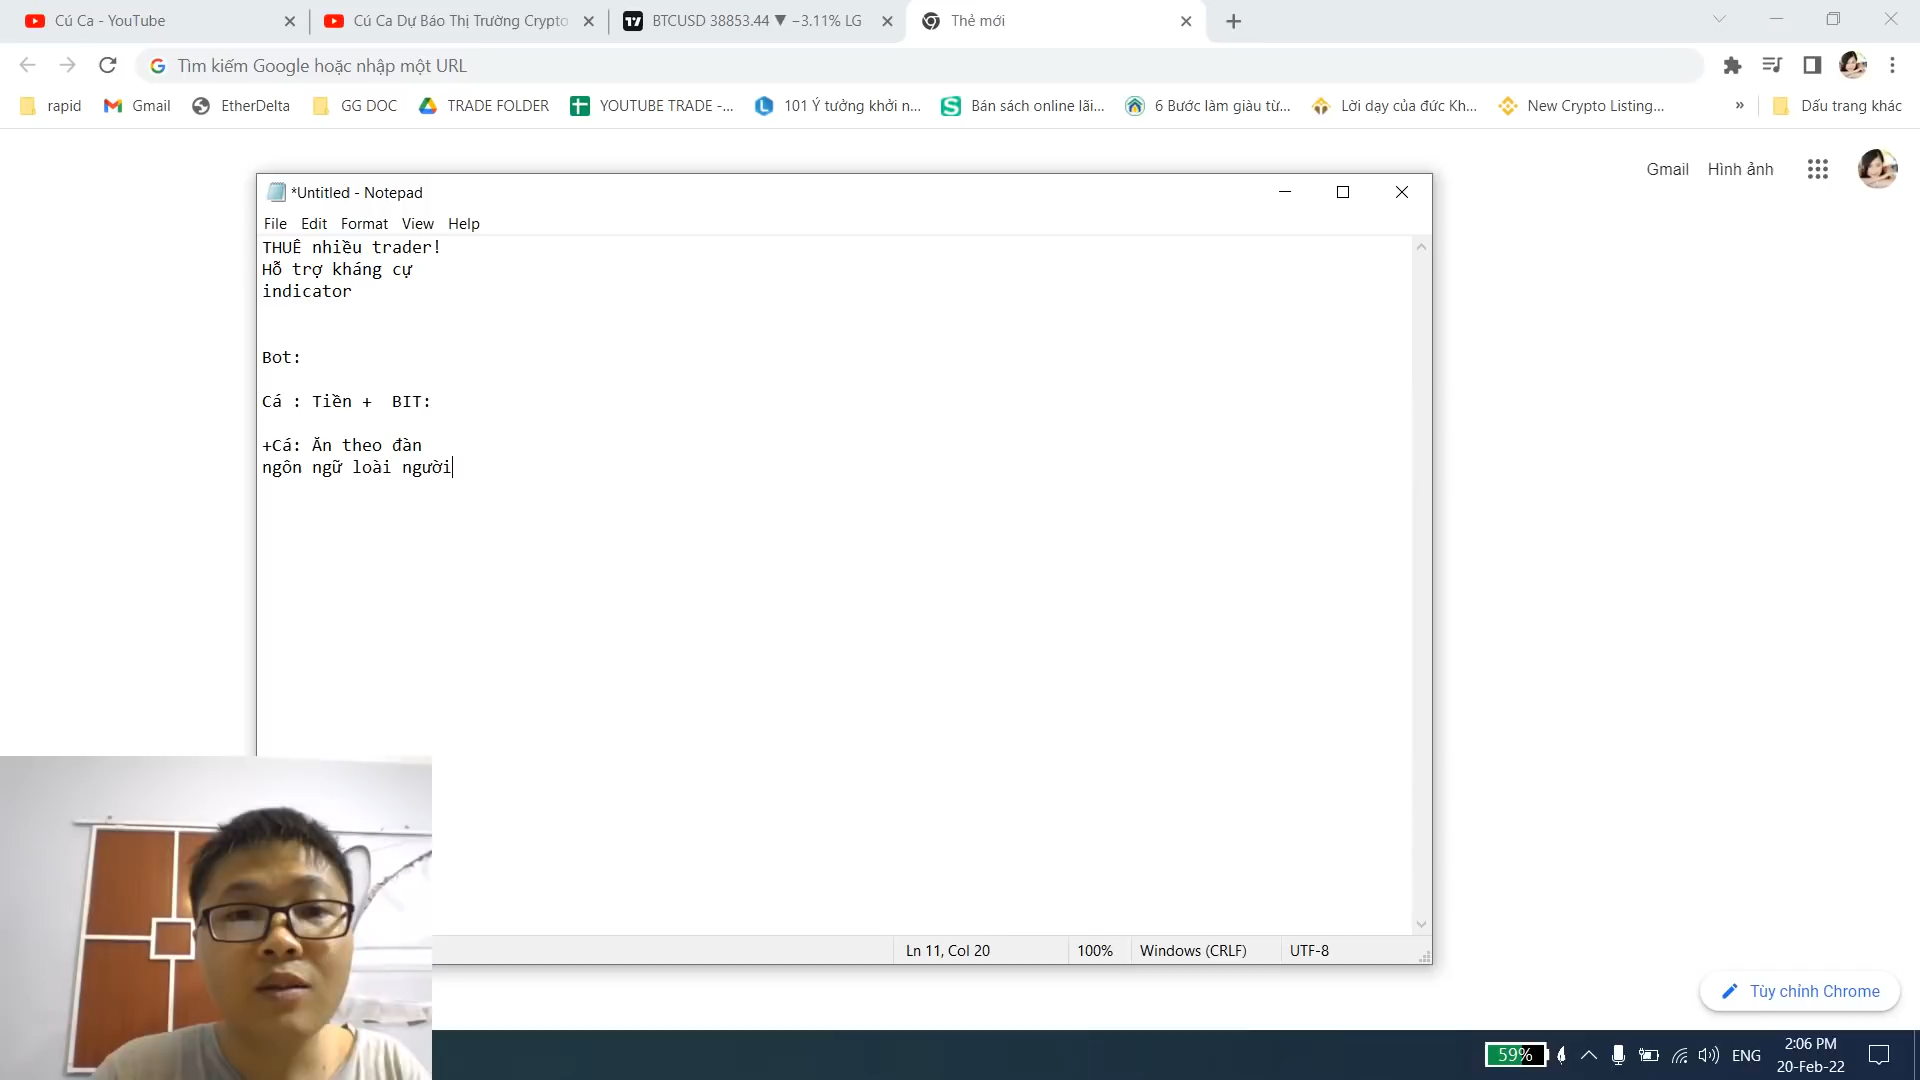 Cú Ca - YouTube
Cú Ca Dự Báo Thị Trường Crypto
BTCUSD 38853.44 ▼ −3.11% LG
Thẻ mới
Tìm kiếm Google hoặc nhập một URL
rapid
Gmail
EtherDelta
GG DOC
TRADE FOLDER
YOUTUBE TRADE -...
101 Ý tưởng khởi n...
Bán sách online lãi...
6 Bước làm giàu từ...
Lời dạy của đức Kh...
New Crypto Listing...
»
Dấu trang khác
Gmail
Hình ảnh
*Untitled - Notepad
File Edit Format View Help
THUÊ nhiều trader!
Hỗ trợ kháng cự
indicator
Bot:
Cá : Tiền + BIT:
+Cá: Ăn theo đàn
ngôn ngữ loài người
Ln 11, Col 20
100%
Windows (CRLF)
UTF-8
Tùy chỉnh Chrome
59%
ENG
2:06 PM
20-Feb-22